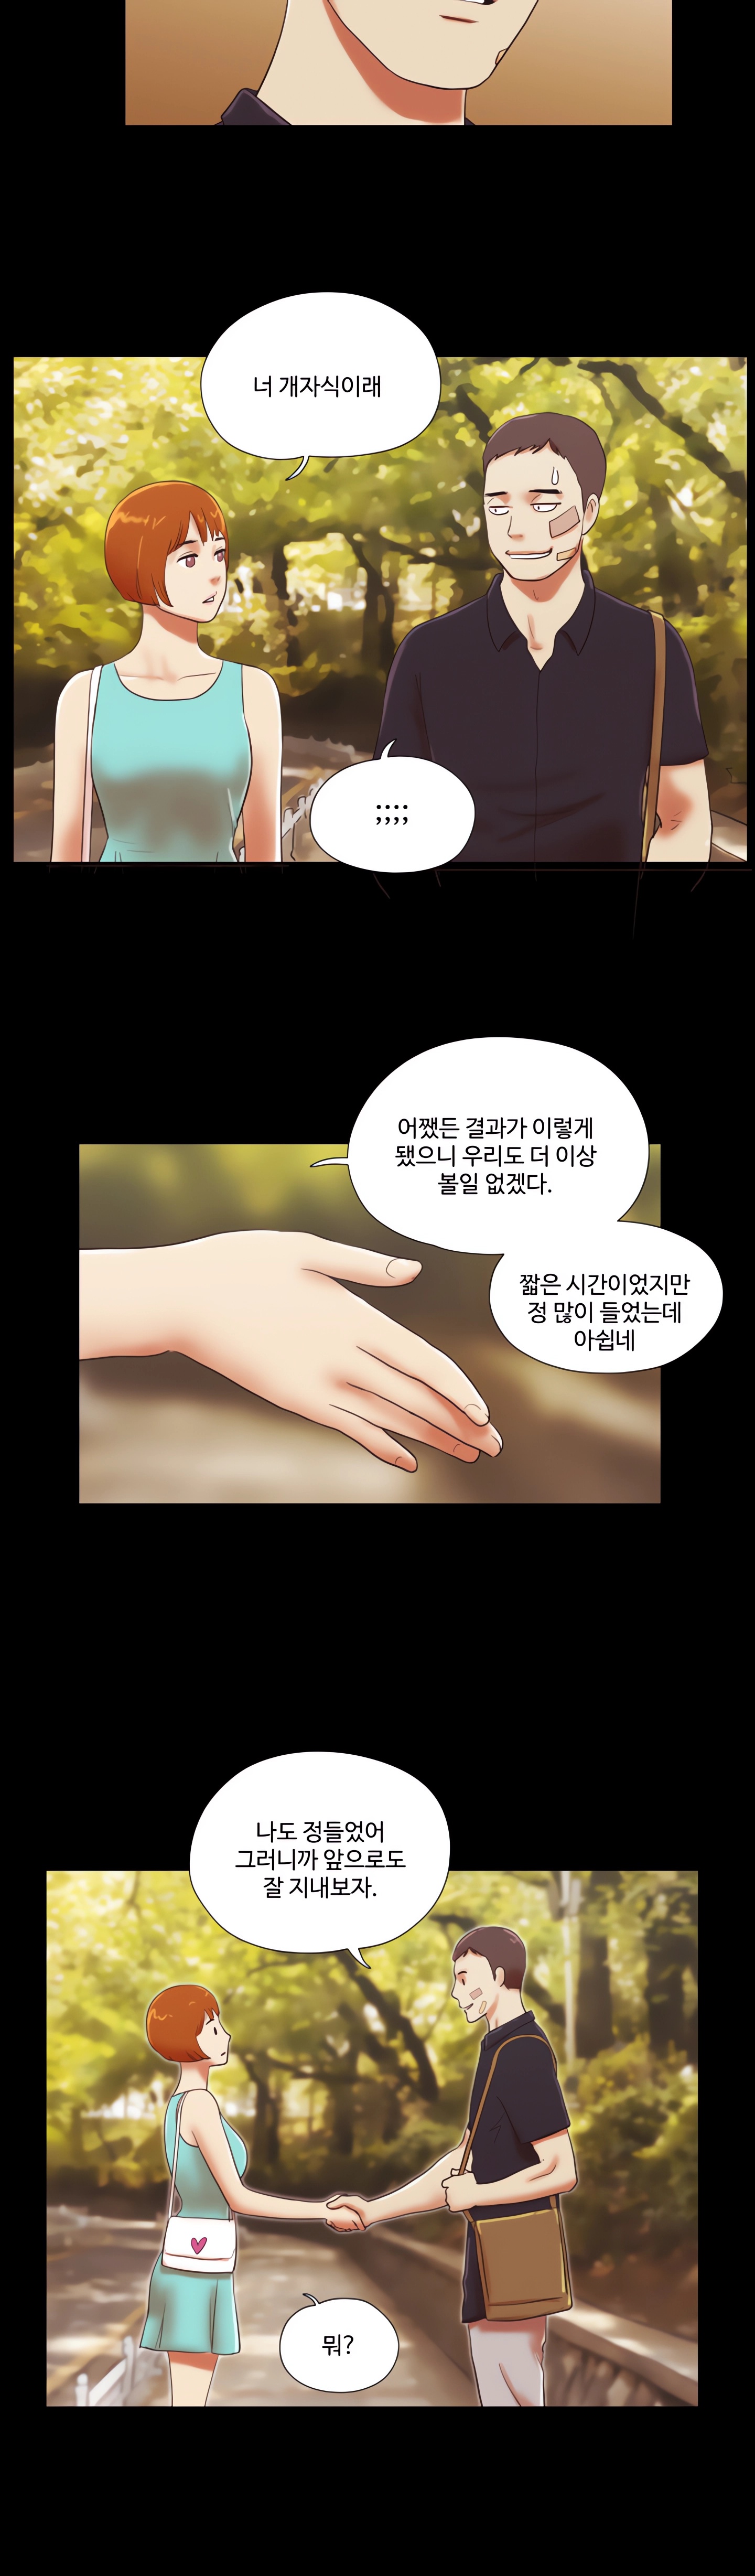 너 개자식이래
;;;;
어쨌든 결과가 이렇게
됐으니 우리도 더 이상
볼일 없겠다.
짧은 시간이었지만
정 많이 들었는데
아쉽네
나도 정들었어
그러니까 앞으로도
잘 지내보자.
뭐?